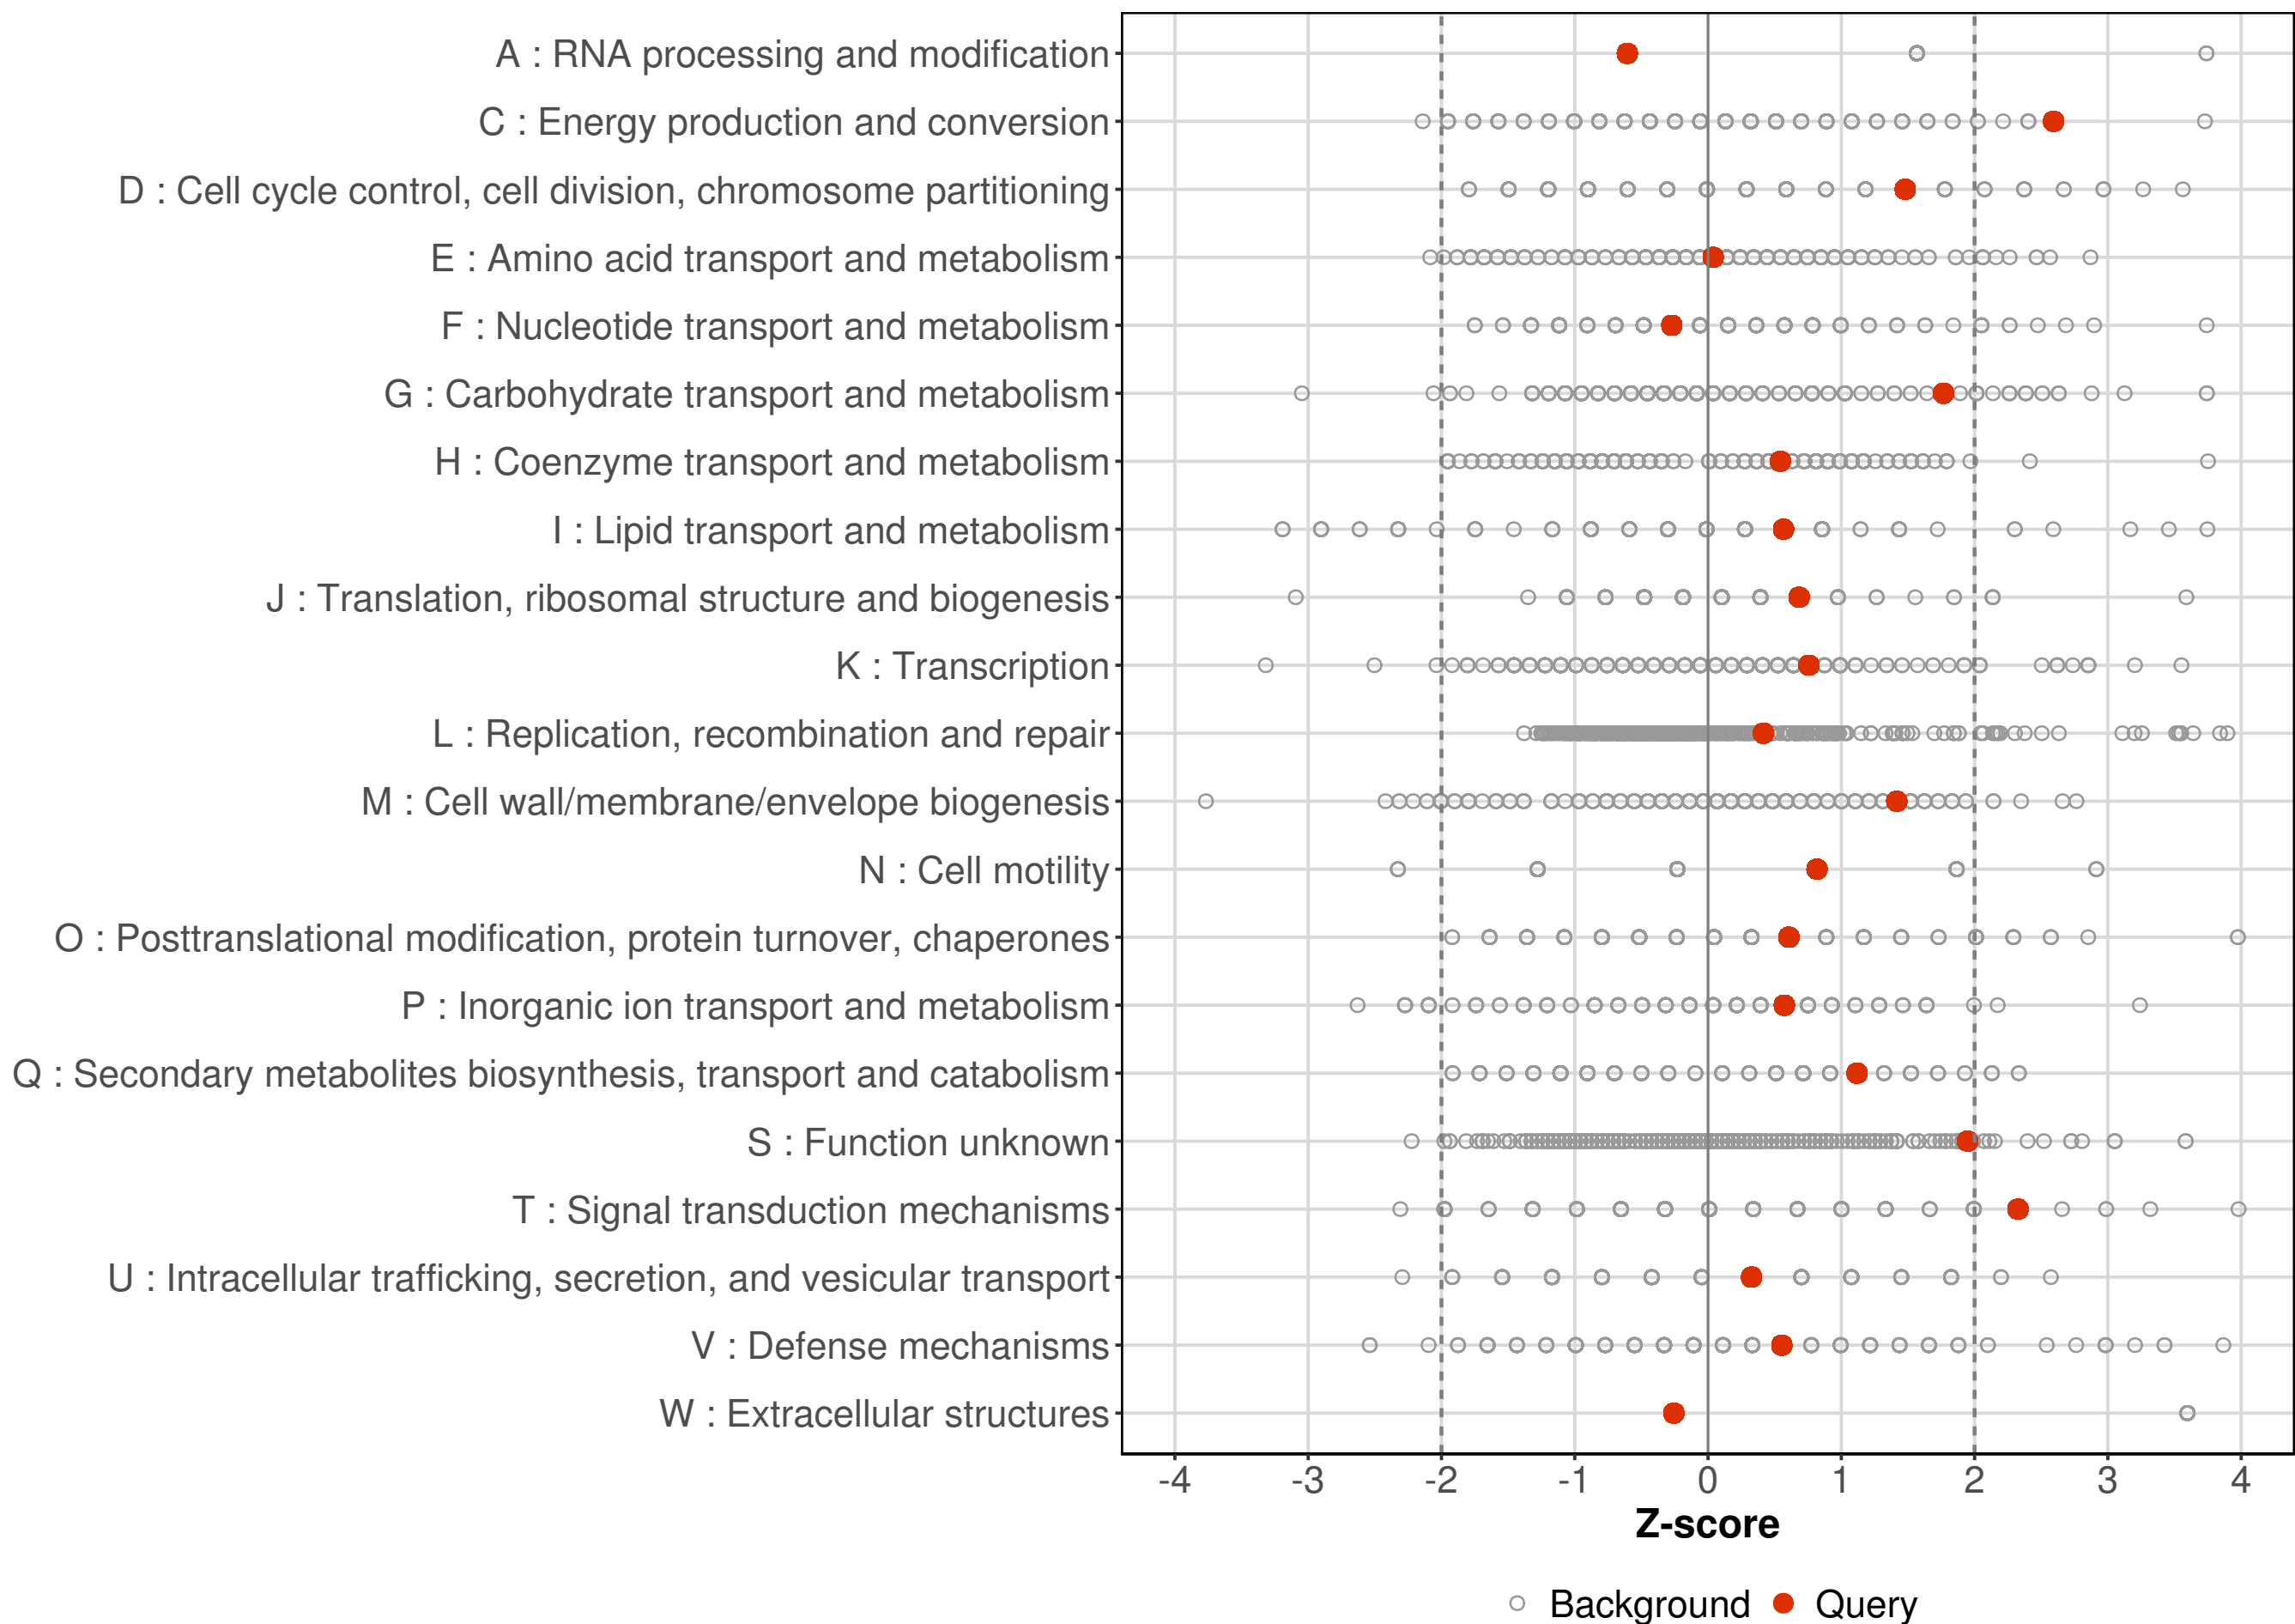 A : RNA processing and modification
C : Energy production and conversion
D : Cell cycle control, cell division, chromosome partitioning
E : Amino acid transport and metabolism
F : Nucleotide transport and metabolism
G : Carbohydrate transport and metabolism
H : Coenzyme transport and metabolism
I : Lipid transport and metabolism
J : Translation, ribosomal structure and biogenesis
K : Transcription
L : Replication, recombination and repair
M : Cell wall/membrane/envelope biogenesis
N : Cell motility
O : Posttranslational modification, protein turnover, chaperones
P : Inorganic ion transport and metabolism
Q : Secondary metabolites biosynthesis, transport and catabolism
S : Function unknown
T : Signal transduction mechanisms
U : Intracellular trafficking, secretion, and vesicular transport
V : Defense mechanisms
W : Extracellular structures
-4 -3 -2 -1 0 1 2 3 4
Z-score
Background Query